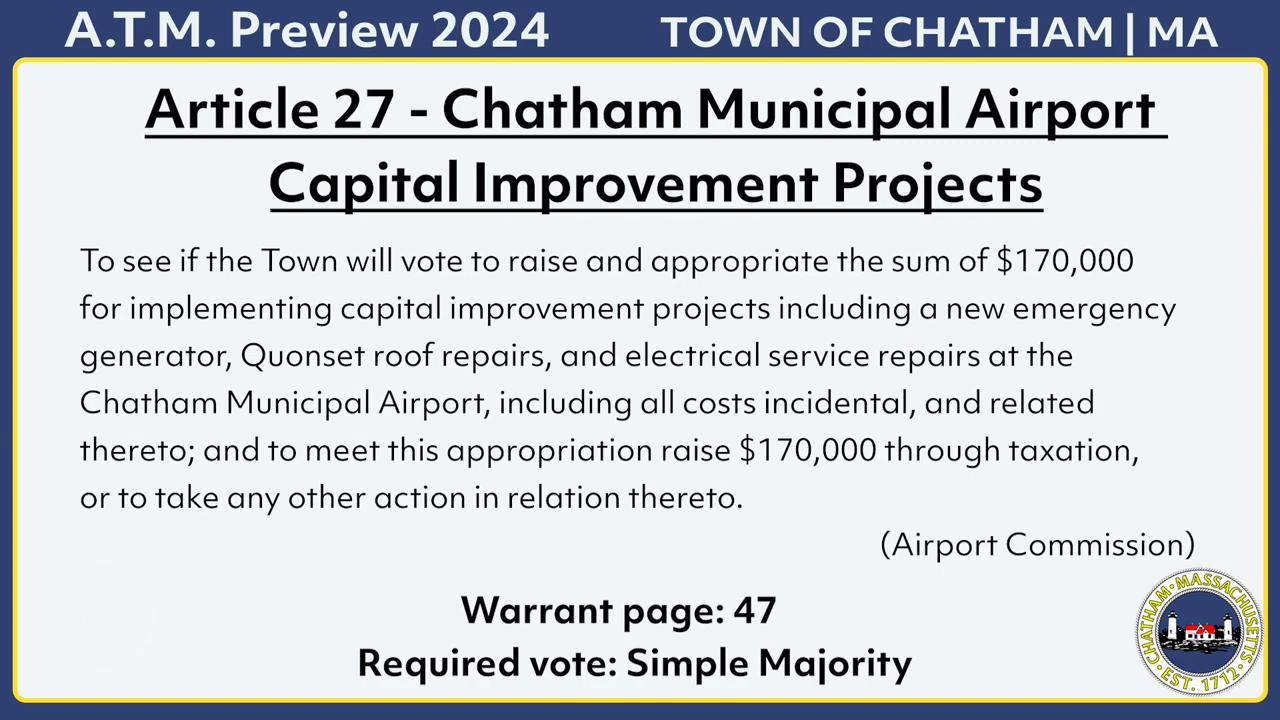 A.T.M. Preview 2024
TOWN OF CHATHAM | MA
Article 27 - Chatham Municipal Airport
Capital Improvement Projects
To see if the Town will vote to raise and appropriate the sum of $170,000
for implementing capital improvement projects including a new emergency
generator, Quonset roof repairs, and electrical service repairs at the
Chatham Municipal Airport, including all costs incidental, and related
thereto; and to meet this appropriation raise $170,000 through taxation,
or to take any other action in relation thereto.
(Airport Commission)
Warrant page: 47
Required vote: Simple Majority
CHATHAM · MASSACHUSETTS ·
EST. 1712